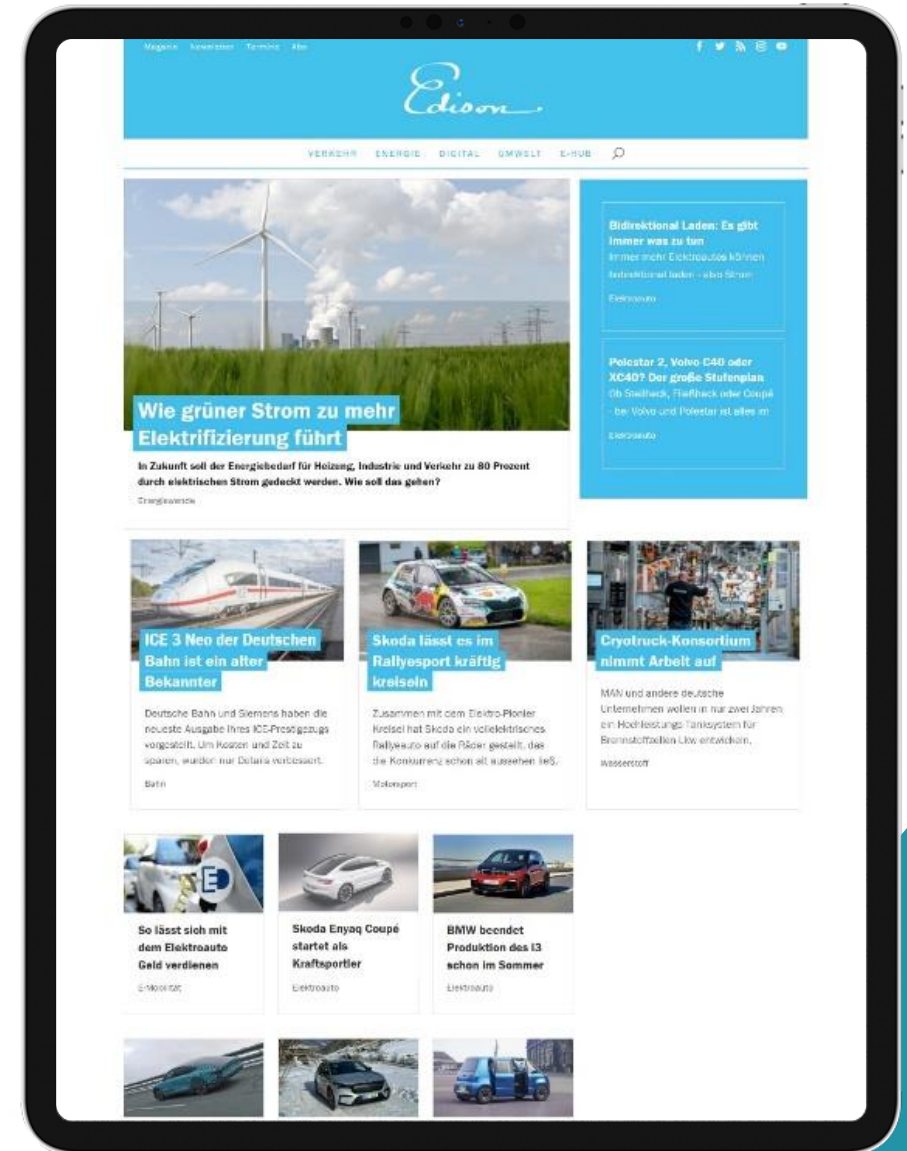 Magazin Newsletter Termine Abo
Edison
VERKEHR ENERGIE DIGITAL UMWELT E-HUB
Wie grüner Strom zu mehr
Elektrifizierung führt
In Zukunft soll der Energiebedarf für Heizung, Industrie und Verkehr zu 80 Prozent
durch elektrischen Strom gedeckt werden. Wie soll das gehen?
Energiewende
Bidirektional Laden: Es gibt
immer was zu tun
Immer mehr Elektroautos können
bidirektional laden - also Strom
Elektroauto
Polestar 2, Volvo C40 oder
XC40? Der große Stufenplan
Ob Steilheck, Fließheck oder Coupé
- bei Volvo und Polestar ist alles im
Elektroauto
ICE 3 Neo der Deutschen
Bahn ist ein alter
Bekannter
Deutsche Bahn und Siemens haben die
neueste Ausgabe ihres ICE-Prestigezugs
vorgestellt. Um Kosten und Zeit zu
sparen, wurden nur Details verbessert.
Bahn
Skoda lässt es im
Rallyesport kräftig
kreiseln
Zusammen mit dem Elektro-Pionier
Kreisel hat Skoda ein vollelektrisches
Rallyeauto auf die Räder gestellt, das
die Konkurrenz schon alt aussehen ließ.
Motorsport
Cryotruck-Konsortium
nimmt Arbeit auf
MAN und andere deutsche
Unternehmen wollen in nur zwei Jahren
ein Hochleistungs-Tanksystem für
Brennstoffzellen-Lkw entwickeln.
Wasserstoff
So lässt sich mit
dem Elektroauto
Geld verdienen
E-Mobilität
Skoda Enyaq Coupé
startet als
Kraftsportler
Elektroauto
BMW beendet
Produktion des i3
schon im Sommer
Elektroauto